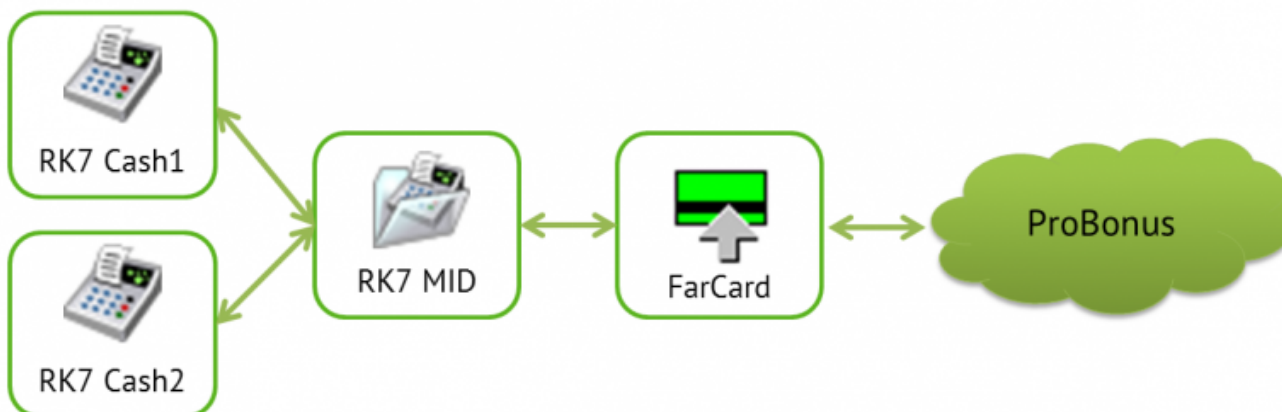 RK7 Cash1
RK7 Cash2
RK7 MID
FarCard
ProBonus